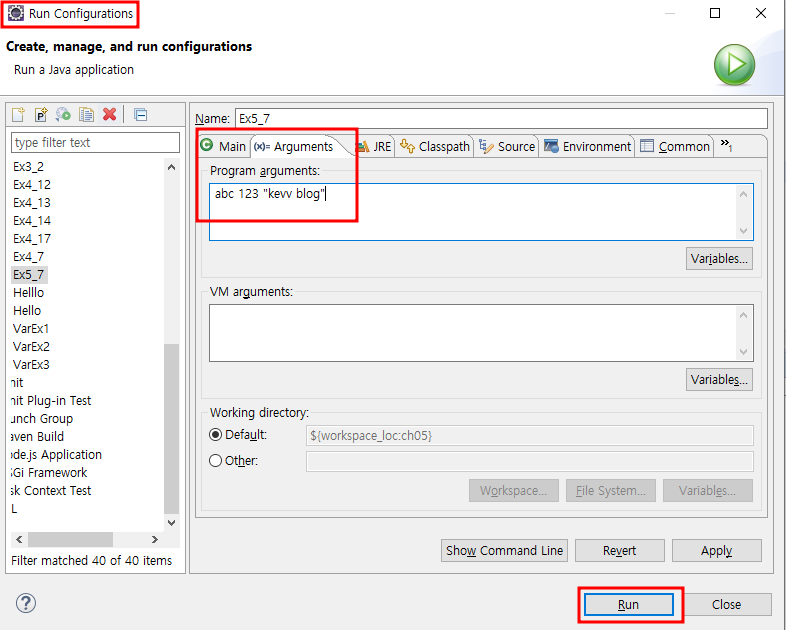 Run Configurations
Create, manage, and run configurations
Run a Java application
type filter text
Ex3_2
Ex4_12
Ex4_13
Ex4_14
Ex4_17
Ex4_7
Ex5_7
Helllo
Hello
VarEx1
VarEx2
VarEx3
nit
nit Plug-in Test
unch Group
aven Build
ode.js Application
Gi Framework
sk Context Test
L
Filter matched 40 of 40 items
Name: Ex5_7
Main (x)= Arguments JRE Classpath Source Environment Common »1
Program arguments:
abc 123 "kevv blog"
Variables...
VM arguments:
Variables...
Working directory:
Default: ${workspace_loc:ch05}
Other:
Workspace... File System... Variables...
Show Command Line Revert Apply
Run Close